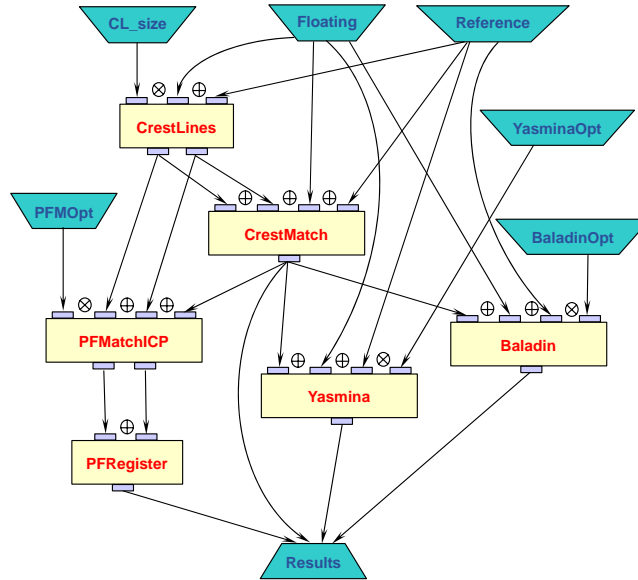 CL_size
Floating
Reference
⊗ ⊕
CrestLines
YasminaOpt
PFMOpt
⊕ ⊕ ⊕
CrestMatch
BaladinOpt
⊗ ⊕ ⊕
PFMatchICP
⊕ ⊕ ⊗
Baladin
⊕ ⊕ ⊗
Yasmina
⊕
PFRegister
Results